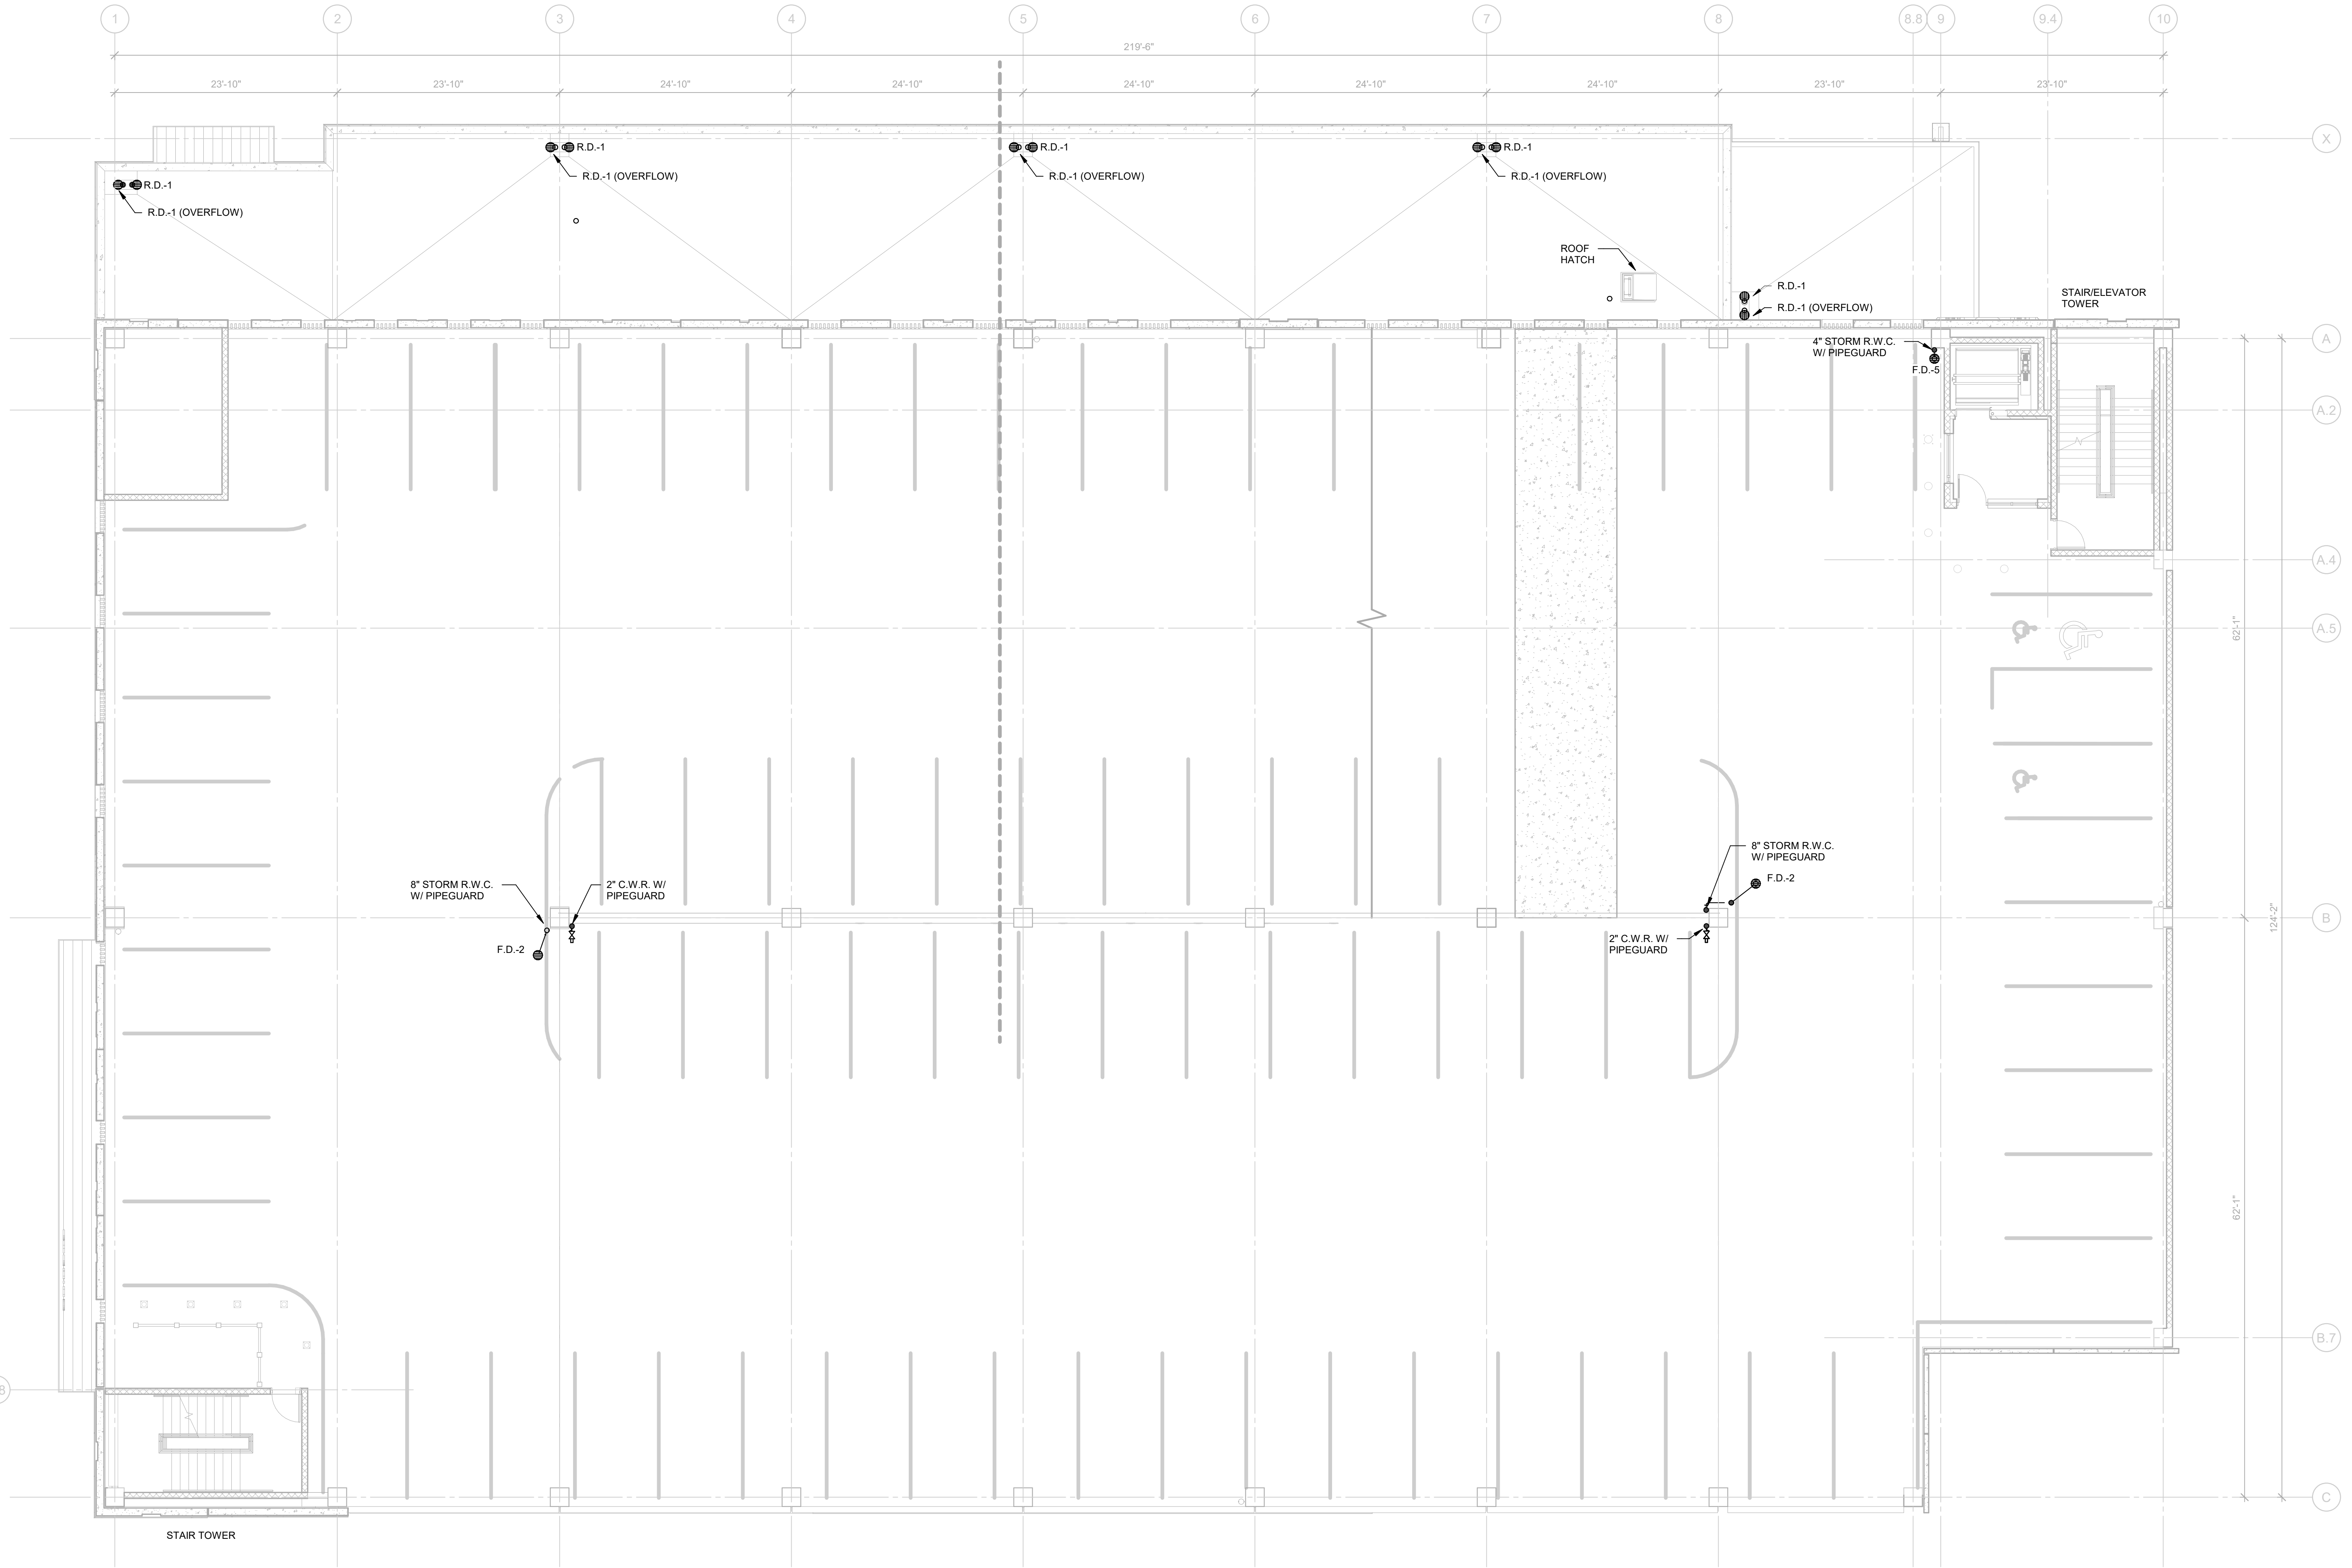 1
2
3
4
5
6
7
8
8.8
9
9.4
10
219'-6"
23'-10"
23'-10"
24'-10"
24'-10"
24'-10"
24'-10"
24'-10"
23'-10"
23'-10"
X
R.D.-1
R.D.-1 (OVERFLOW)
R.D.-1
R.D.-1 (OVERFLOW)
R.D.-1
R.D.-1 (OVERFLOW)
R.D.-1
R.D.-1 (OVERFLOW)
ROOF
HATCH
R.D.-1
R.D.-1 (OVERFLOW)
STAIR/ELEVATOR
TOWER
A
4" STORM R.W.C.
W/ PIPEGUARD
F.D.-5
A.2
A.4
A.5
62'-1"
8" STORM R.W.C.
W/ PIPEGUARD
2" C.W.R. W/
PIPEGUARD
F.D.-2
8" STORM R.W.C.
W/ PIPEGUARD
F.D.-2
2" C.W.R. W/
PIPEGUARD
B
124'-2"
62'-1"
B.7
8
C
STAIR TOWER